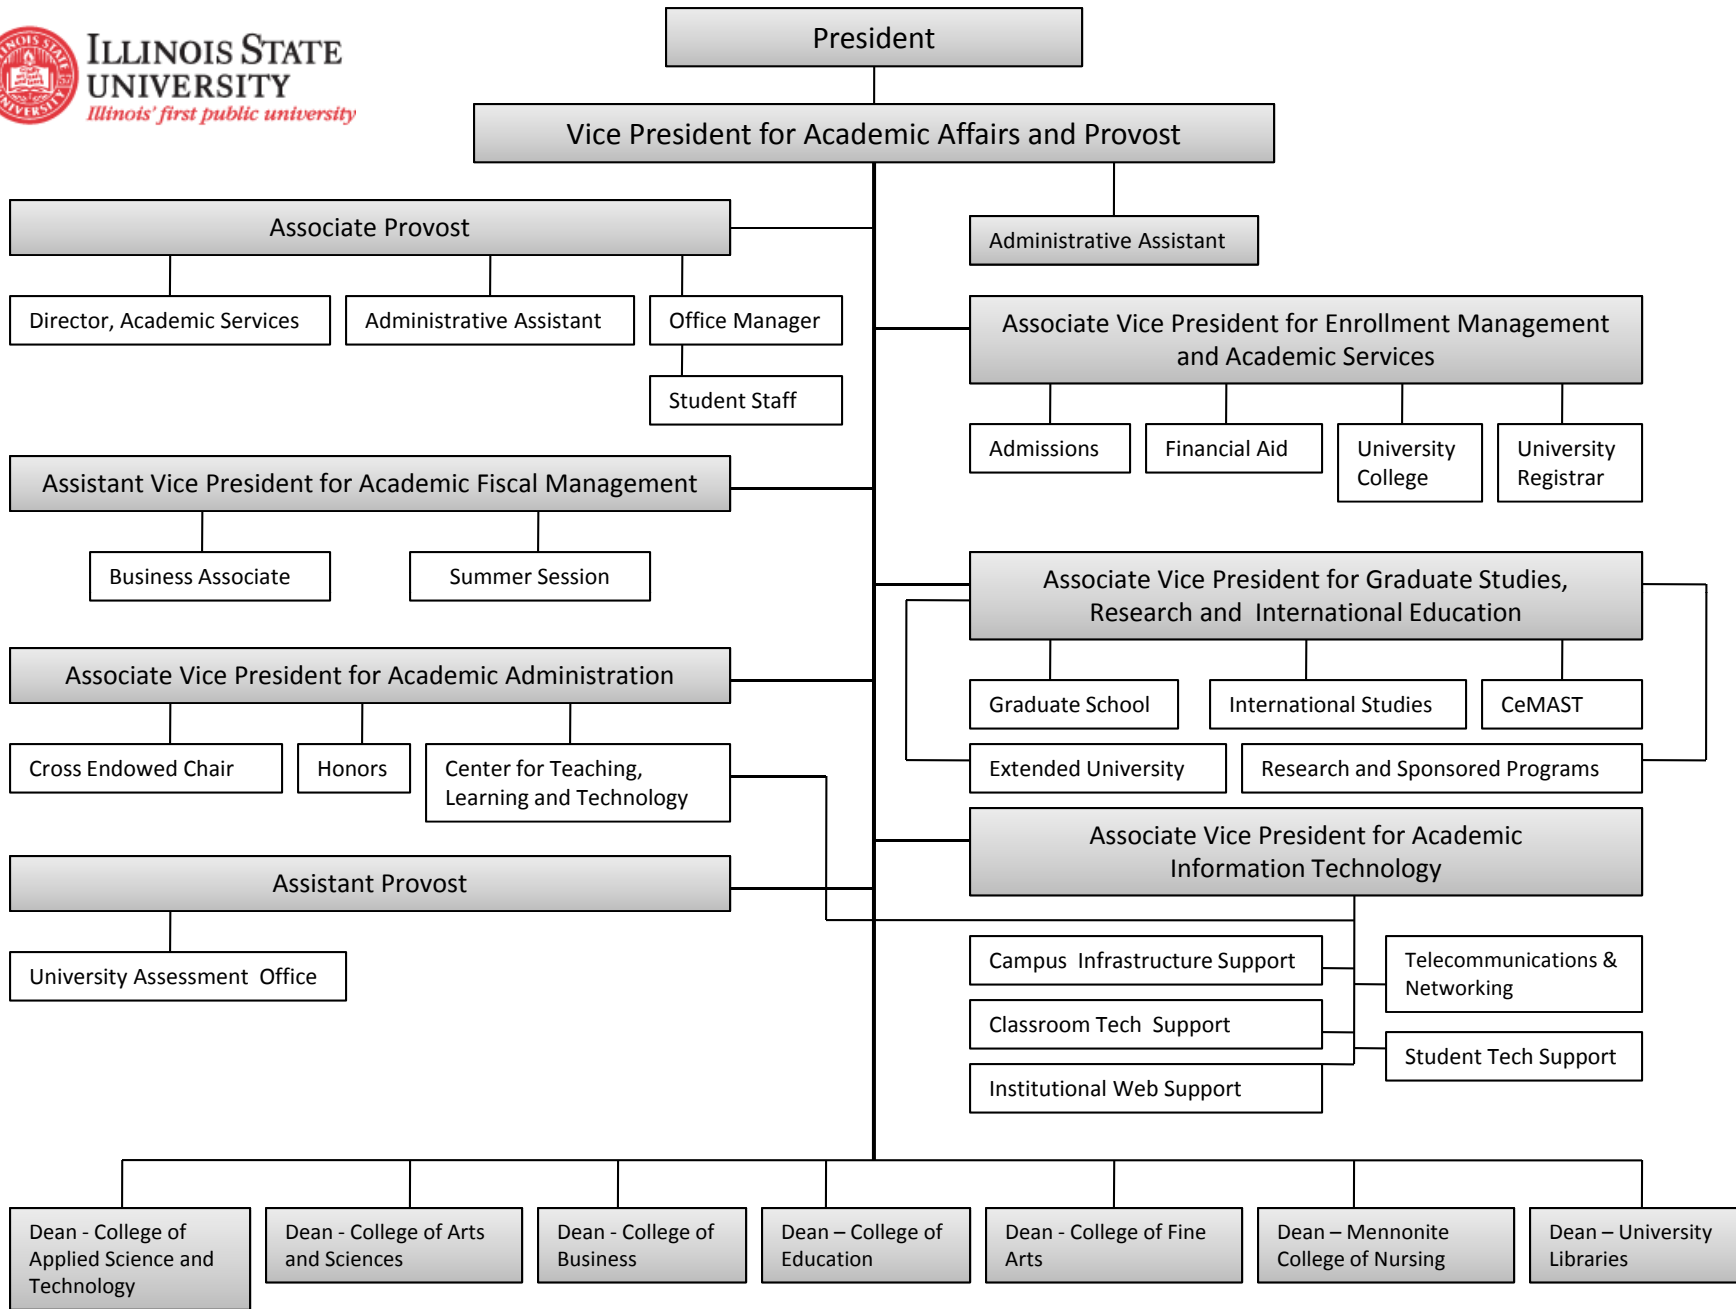 ILLINOIS STATE
UNIVERSITY
Illinois' first public university
President
Vice President for Academic Affairs and Provost
Associate Provost
Administrative Assistant
Director, Academic Services
Administrative Assistant
Office Manager
Student Staff
Associate Vice President for Enrollment Management
and Academic Services
Admissions
Financial Aid
University
College
University
Registrar
Assistant Vice President for Academic Fiscal Management
Business Associate
Summer Session
Associate Vice President for Graduate Studies,
Research and International Education
Graduate School
International Studies
CeMAST
Extended University
Research and Sponsored Programs
Associate Vice President for Academic Administration
Cross Endowed Chair
Honors
Center for Teaching,
Learning and Technology
Associate Vice President for Academic
Information Technology
Assistant Provost
University Assessment Office
Campus Infrastructure Support
Telecommunications &
Networking
Classroom Tech Support
Student Tech Support
Institutional Web Support
Dean - College of
Applied Science and
Technology
Dean - College of Arts
and Sciences
Dean - College of
Business
Dean – College of
Education
Dean - College of Fine
Arts
Dean – Mennonite
College of Nursing
Dean – University
Libraries